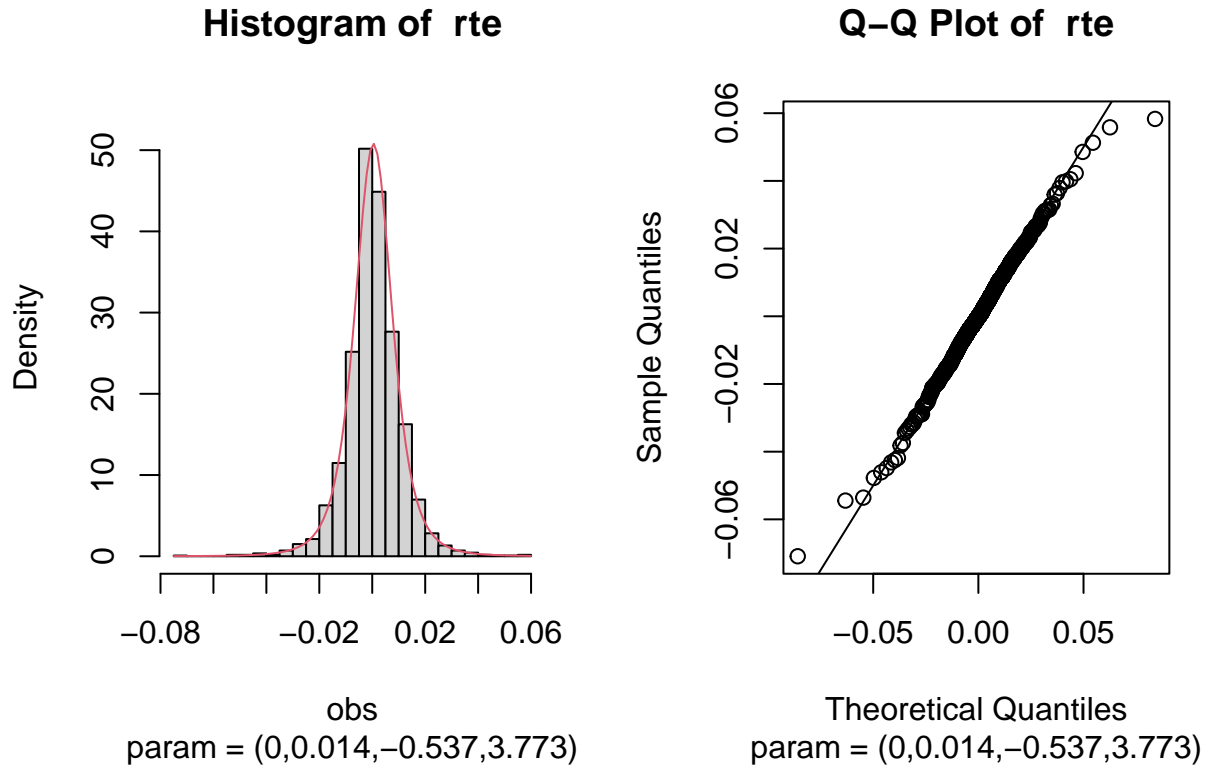 Histogram of rte
Density
0
10
20
30
40
50
−0.08
−0.02
0.02
0.06
obs
param = (0,0.014,−0.537,3.773)
Q−Q Plot of rte
Sample Quantiles
−0.06
−0.02
0.02
0.06
−0.05
0.00
0.05
Theoretical Quantiles
param = (0,0.014,−0.537,3.773)